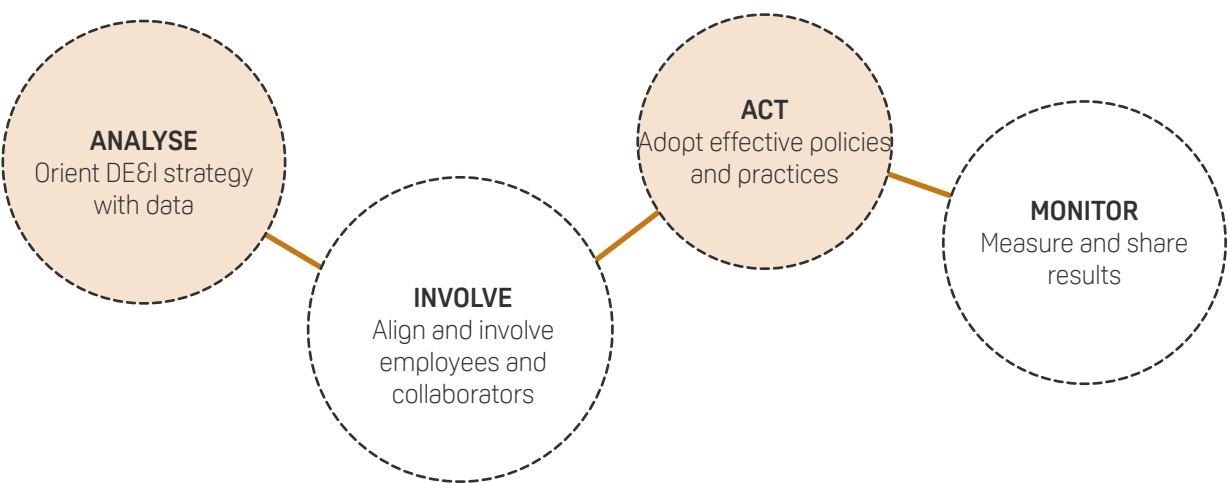 ANALYSE
Orient DE&I strategy
with data
INVOLVE
Align and involve
employees and
collaborators
ACT
Adopt effective policies
and practices
MONITOR
Measure and share
results